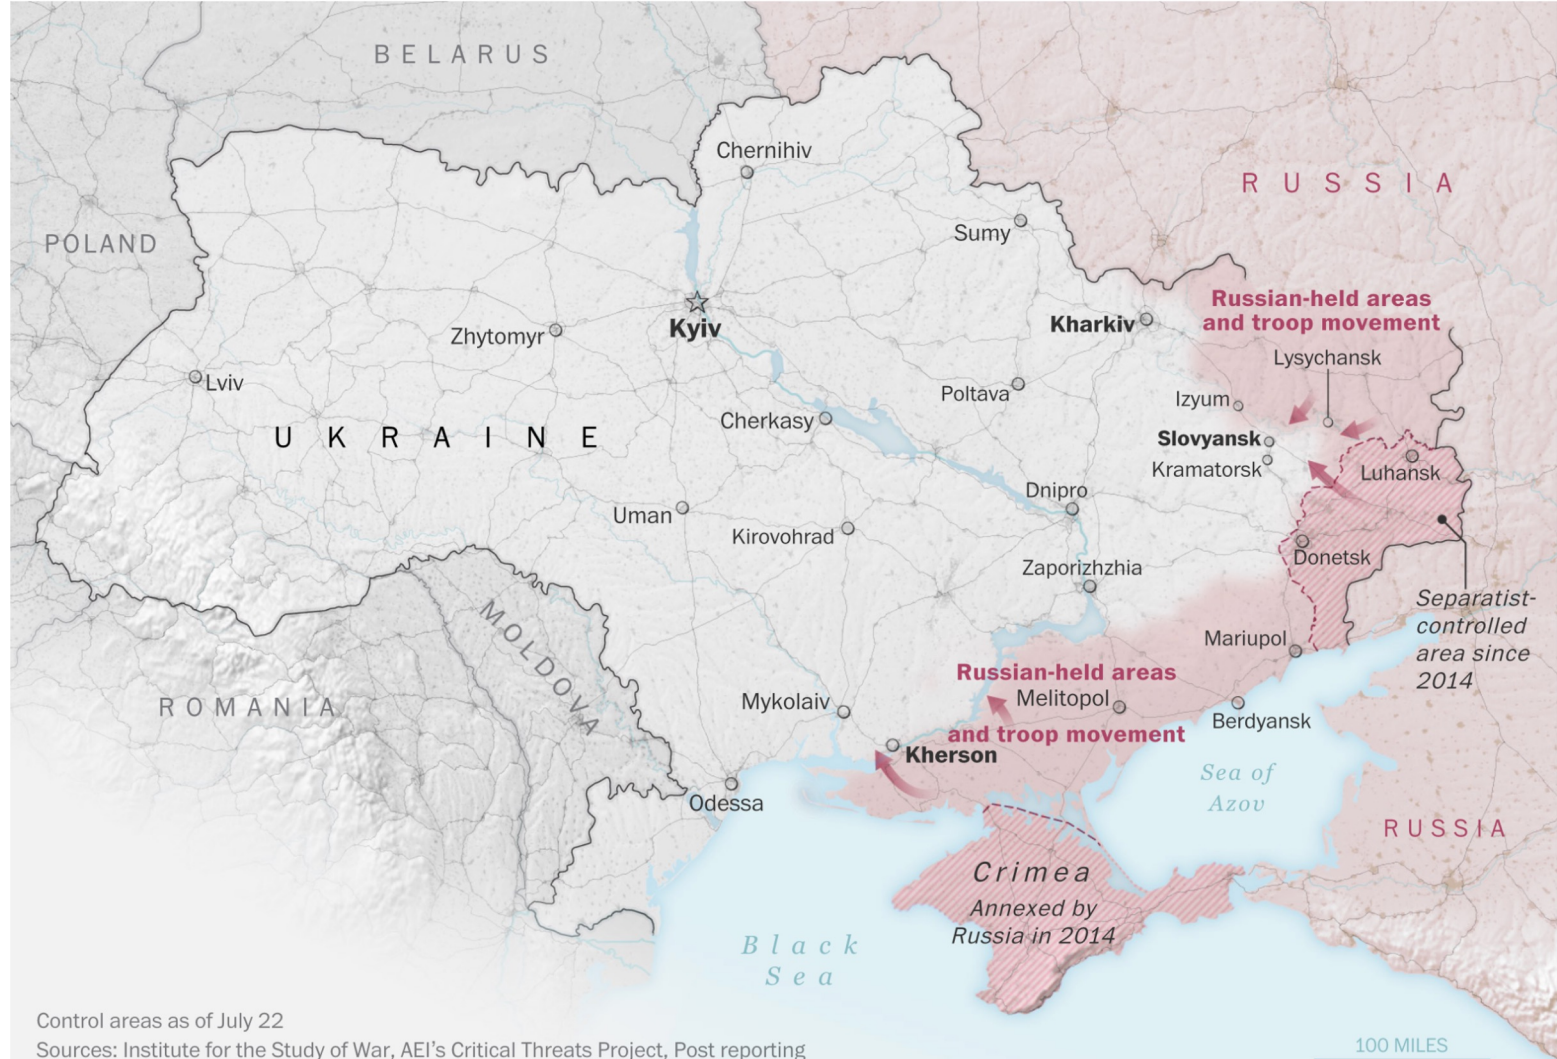 BELARUS
Chernihiv
RUSSIA
Sumy
POLAND
Russian-held areas
and troop movement
Kyiv
Kharkiv
Zhytomyr
Lysychansk
Lviv
Poltava
Izyum
Cherkasy
UKRAINE
Slovyansk
Kramatorsk
Luhansk
Dnipro
Uman
Kirovohrad
Donetsk
Zaporizhzhia
Separatist-
controlled
area since
2014
MOLDOVA
Mariupol
Russian-held areas
Melitopol
and troop movement
ROMANIA
Mykolaiv
Berdyansk
Kherson
Sea of
Azov
Odessa
RUSSIA
Crimea
Annexed by
Russia in 2014
Black
Sea
Control areas as of July 22
Sources: Institute for the Study of War, AEI's Critical Threats Project, Post reporting
100 MILES